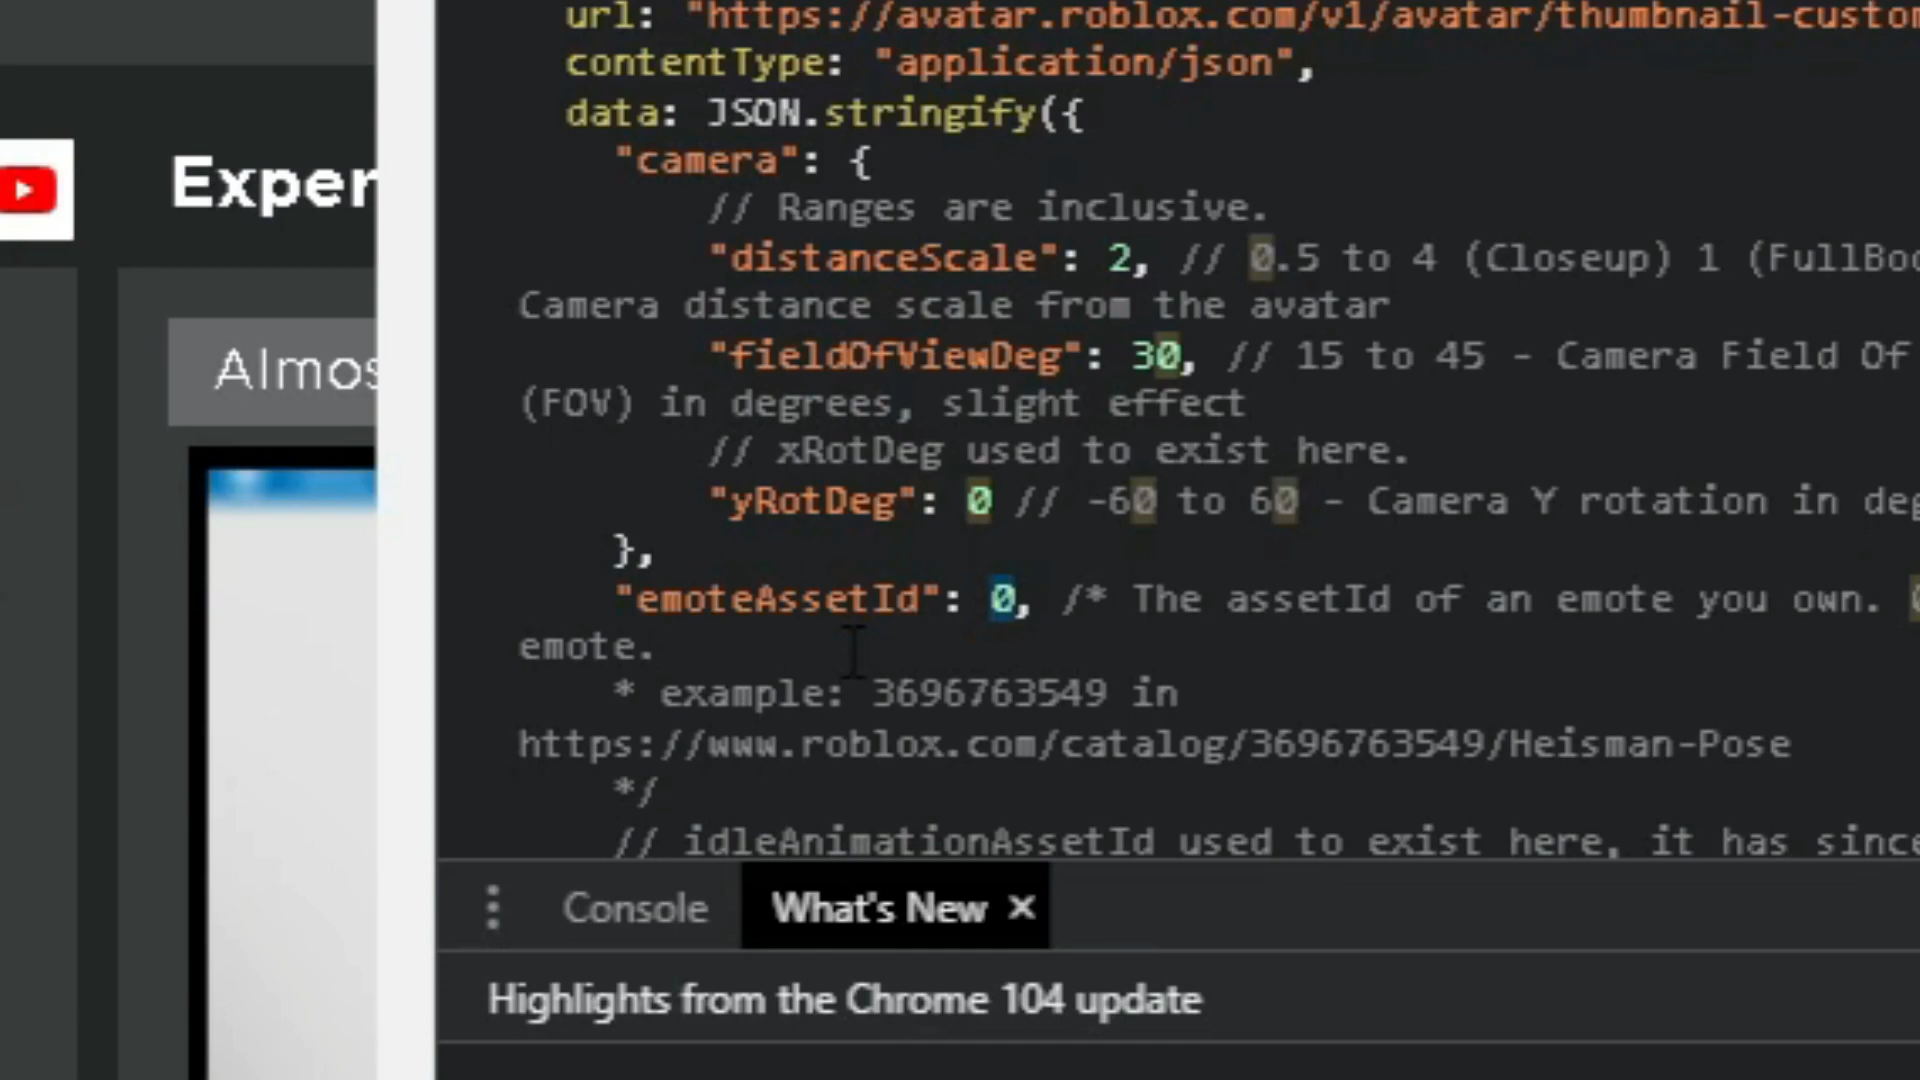 url: "https://avatar.roblox.com/v1/avatar/thumbnail-custo
contentType: "application/json",
data: JSON.stringify({
"camera": {
// Ranges are inclusive.
"distanceScale": 2, // 0.5 to 4 (Closeup) 1 (FullBo
Camera distance scale from the avatar
"fieldOfViewDeg": 30, // 15 to 45 - Camera Field Of
(FOV) in degrees, slight effect
// xRotDeg used to exist here.
"yRotDeg": 0 // -60 to 60 - Camera Y rotation in deg
},
"emoteAssetId": 0, /* The assetId of an emote you own.
emote.
* example: 3696763549 in
https://www.roblox.com/catalog/3696763549/Heisman-Pose
*/
// idleAnimationAssetId used to exist here, it has since
Exper
Almos
Console
What's New ×
Highlights from the Chrome 104 update